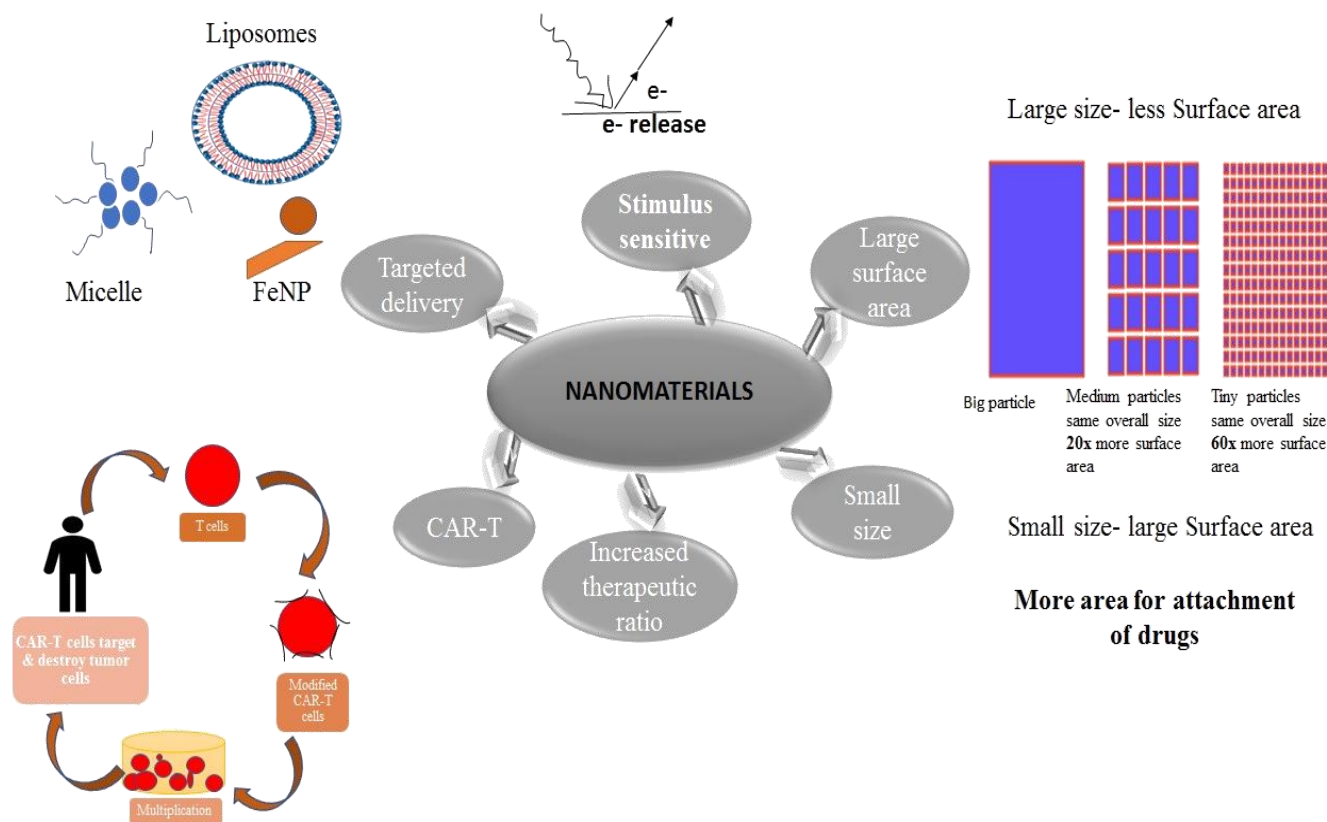 Liposomes
Micelle
FeNP
e-
e- release
Large size- less Surface area
Big particle
Medium particles
same overall size
20x more surface
area
Tiny particles
same overall size
60x more surface
area
Small size- large Surface area
More area for attachment
of drugs
Stimulus
sensitive
Targeted
delivery
Large
surface
area
NANOMATERIALS
CAR-T
Increased
therapeutic
ratio
Small
size
T cells
Modified
CAR-T
cells
Multiplication
CAR-T cells target
& destroy tumor
cells